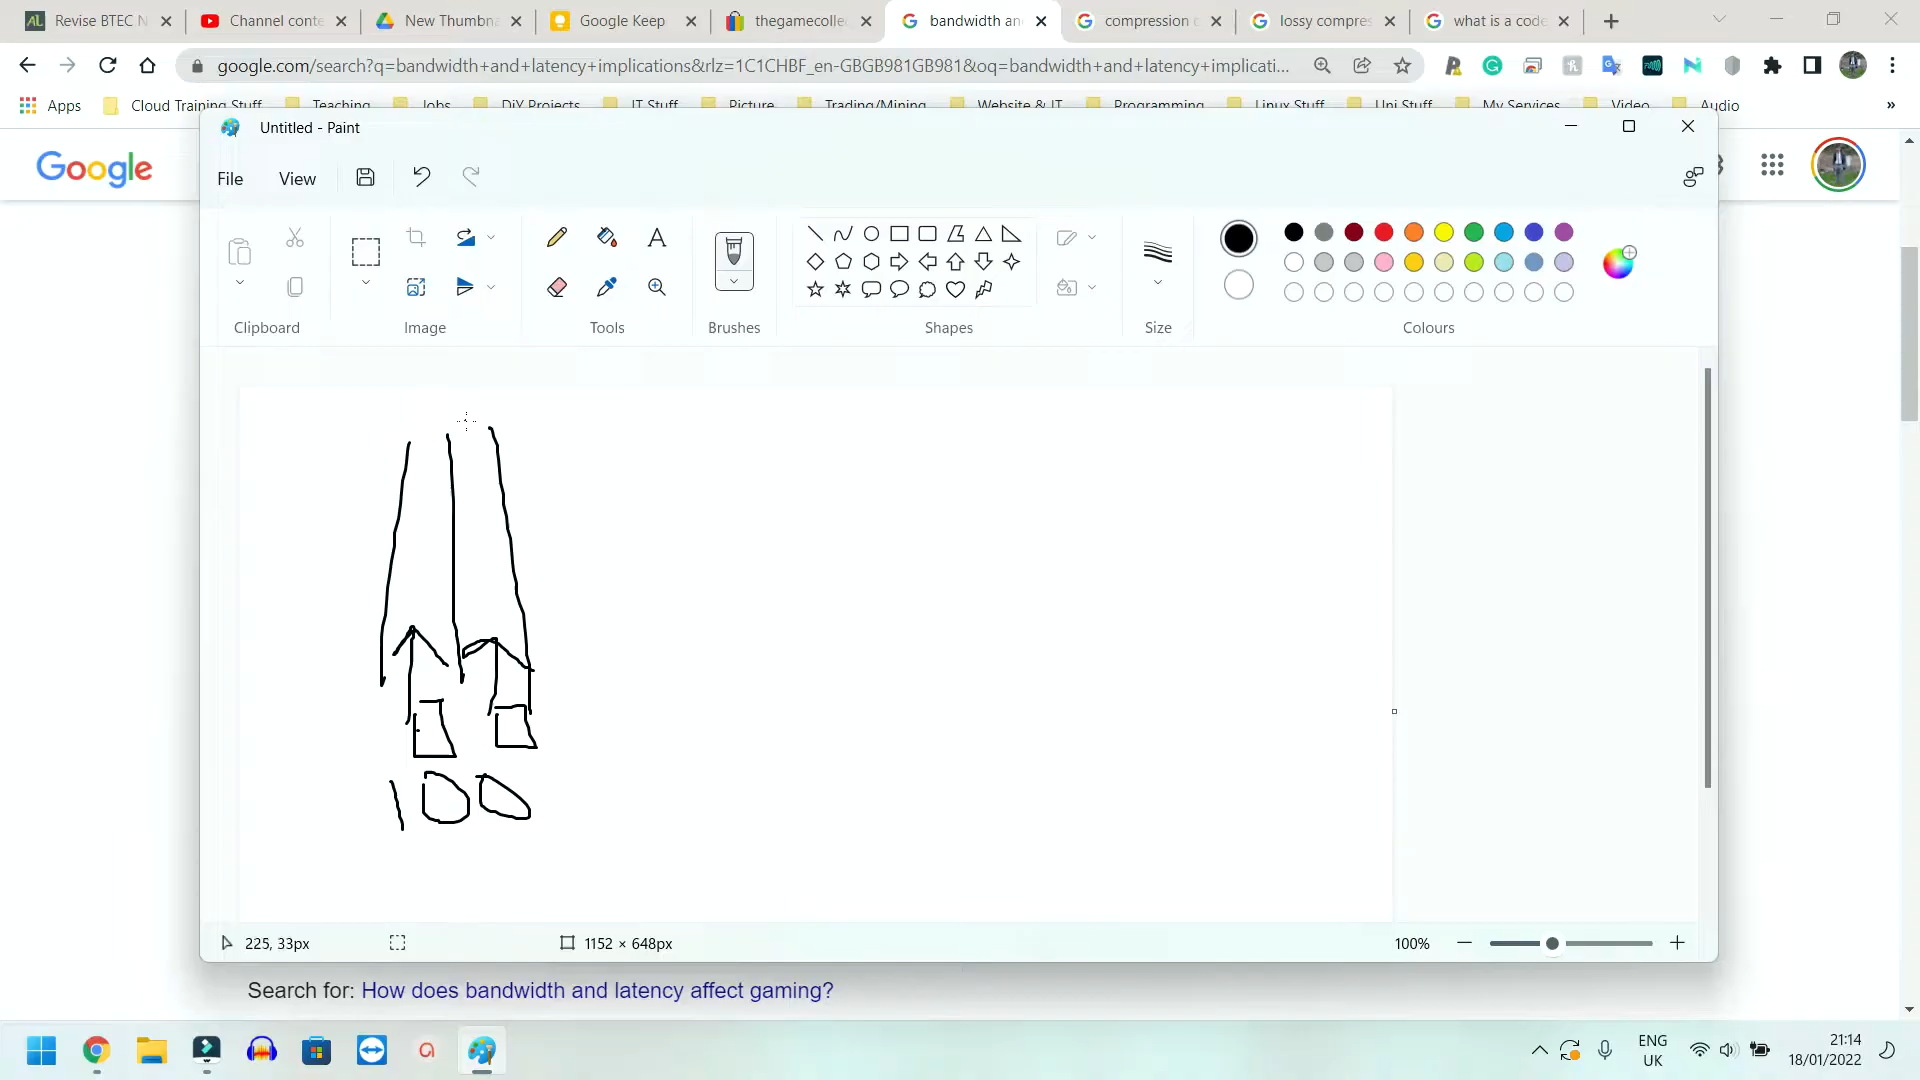 Revise BTEC N
Channel conte
New Thumbna
Google Keep
thegamecolle
bandwidth an
compression
lossy compres
what is a code
google.com/search?q=bandwidth+and+latency+implications&rlz=1C1CHBF_en-GBGB981GB981&oq=bandwidth+and+latency+implicati...
Apps
Cloud Training Stuff
Teaching
Jobs
DIY Projects
IT Stuff
Picture
Trading/Mining
Website & IT
Programming
Linux Stuff
Uni Stuff
My Services
Video
Audio
»
Untitled - Paint
Google
File
View
Clipboard
Image
Tools
Brushes
Shapes
Size
Colours
100
225, 33px
1152 × 648px
100%
Search for: How does bandwidth and latency affect gaming?
ENG
UK
21:14
18/01/2022